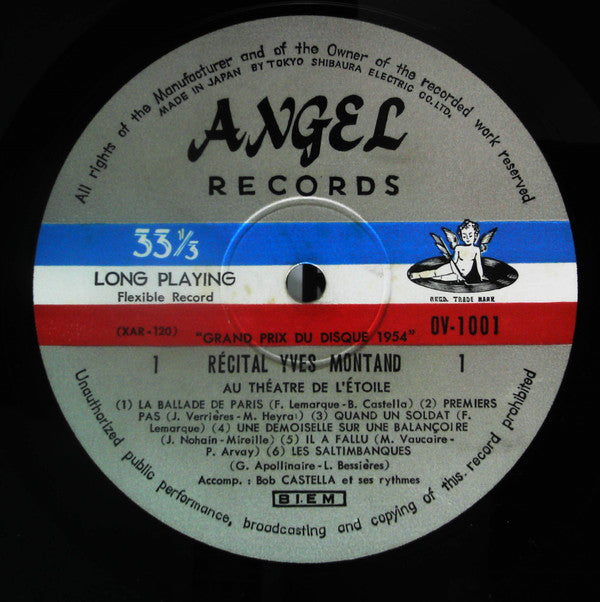 All rights of the Manufacturer and of the Owner of the recorded work reserved
MADE IN JAPAN BY TOKYO SHIBAURA ELECTRIC CO. LTD.
ANGEL
RECORDS
33 1/3
LONG PLAYING
Flexible Record
REGD. TRADE MARK
(XAR-120)
"GRAND PRIX DU DISQUE 1954"
OV-1001
1 RÉCITAL YVES MONTAND 1
AU THÉATRE DE L'ÉTOILE
(1) LA BALLADE DE PARIS (F. Lemarque-B. Castella) (2) PREMIERS
PAS (J. Verrières-M. Heyral) (3) QUAND UN SOLDAT (F.
Lemarque) (4) UNE DEMOISELLE SUR UNE BALANÇOIRE
(J. Nohain-Mireille) (5) IL A FALLU (M. Vaucaire-
P. Arvay) (6) LES SALTIMBANQUES
(G. Apollinaire-L. Bessières)
Accomp. : Bob CASTELLA et ses rythmes
B.I.E.M
Unauthorized public performance, broadcasting and copying of this record prohibited